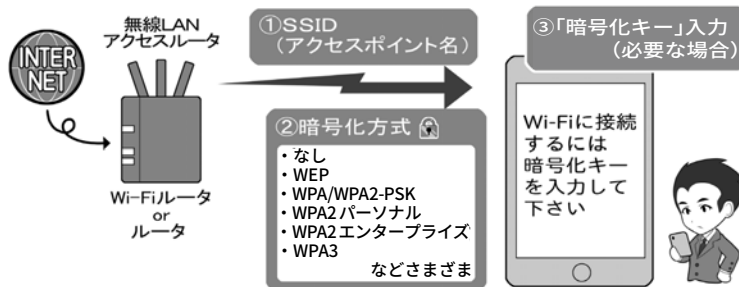 INTER
NET
無線LAN
アクセスルータ
Wi-Fiルータ
or
ルータ
①SSID
（アクセスポイント名）
②暗号化方式
・なし
・WEP
・WPA/WPA2-PSK
・WPA2パーソナル
・WPA2エンタープライズ
・WPA3
などさまざま
③「暗号化キー」入力
（必要な場合）
Wi-Fiに接続
するには
暗号化キー
を入力して
下さい